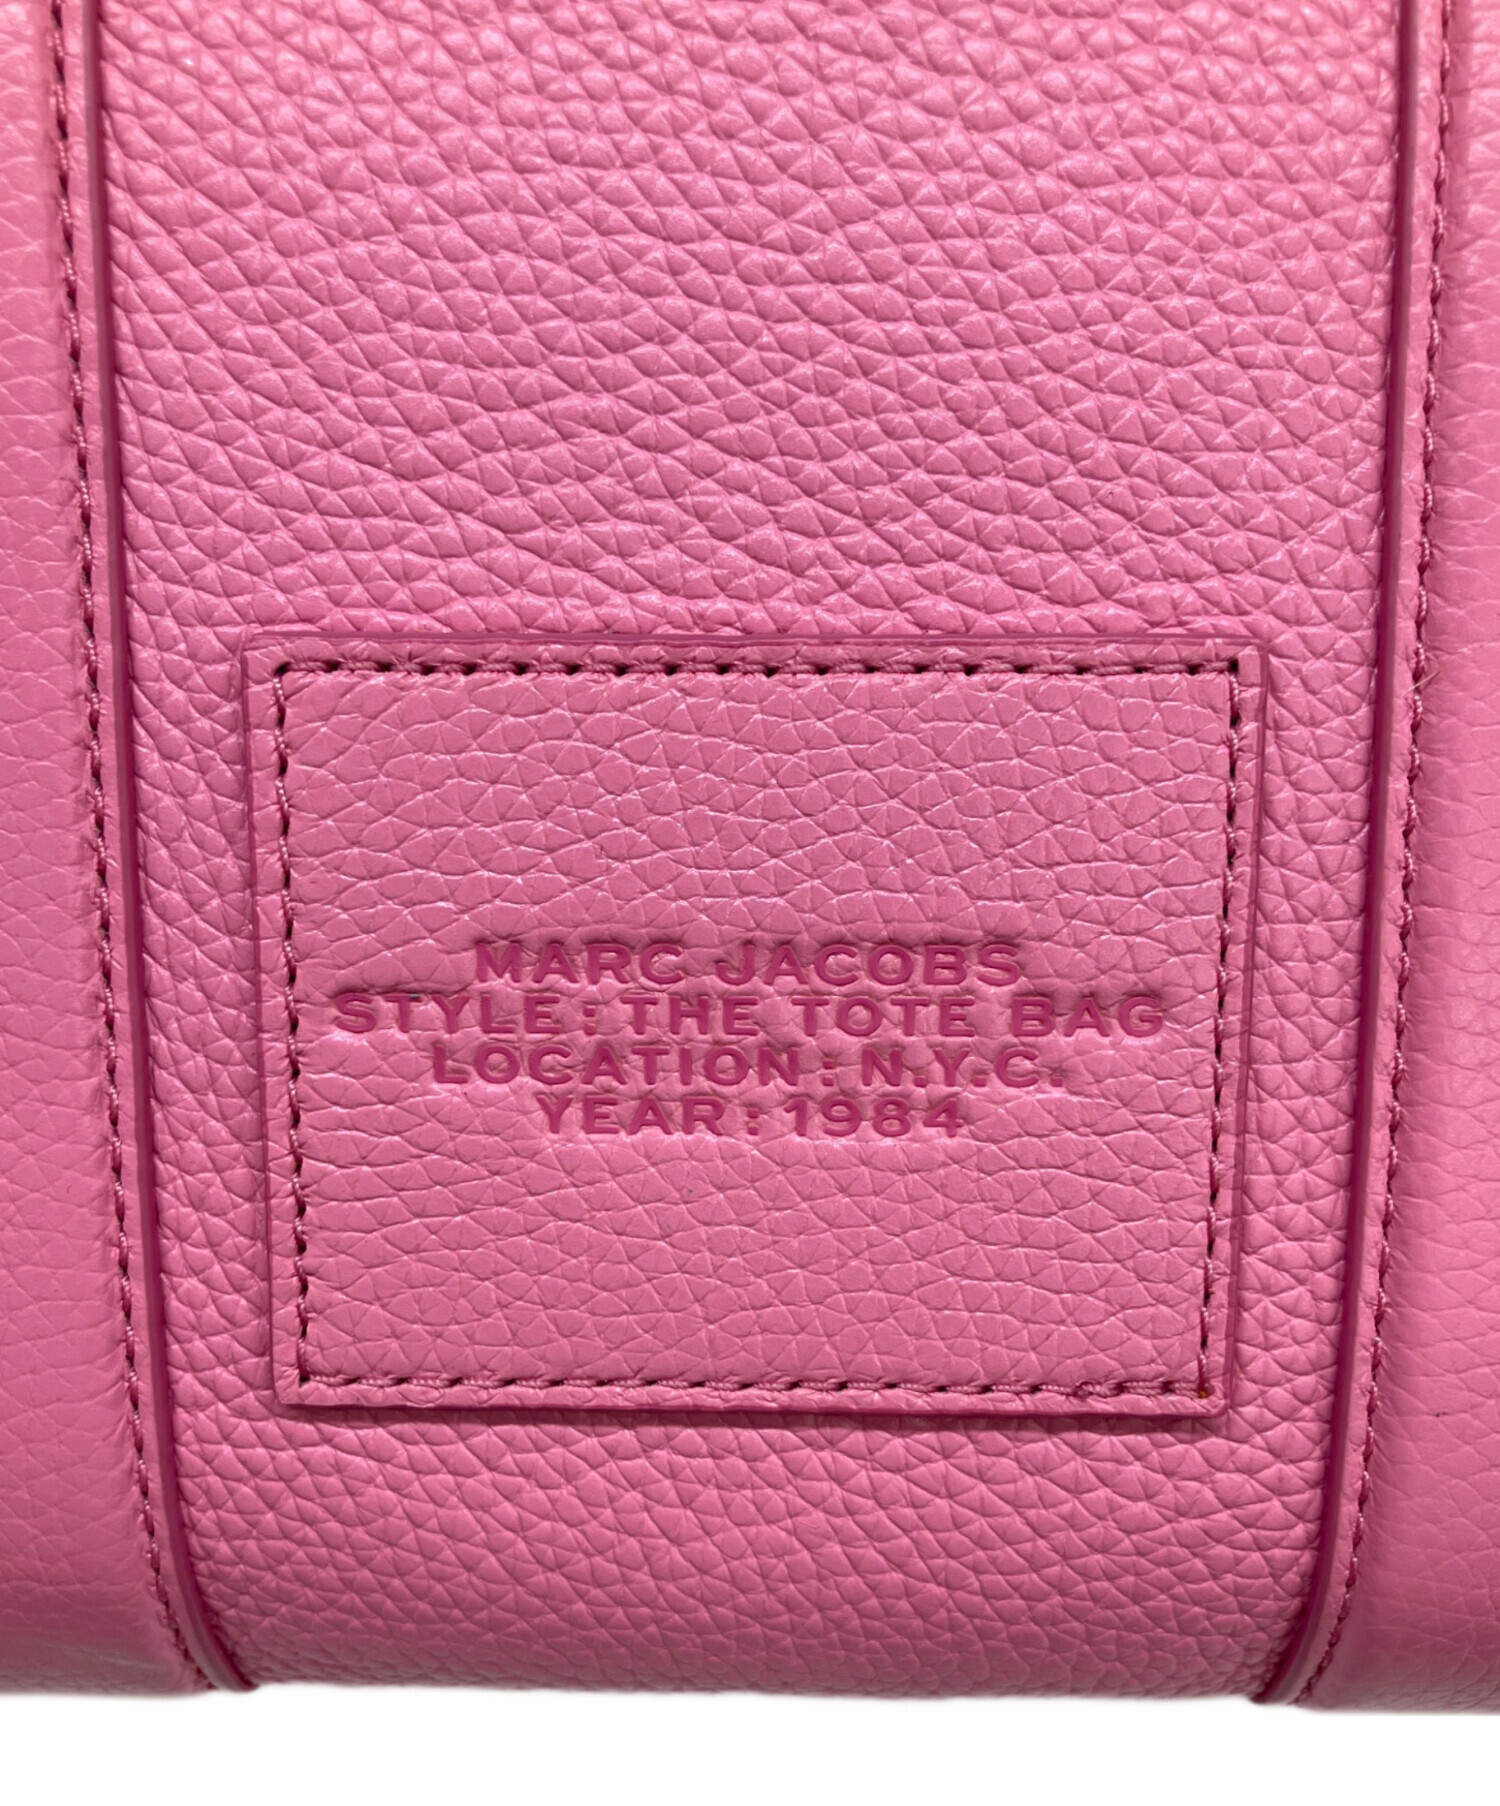 MARC JACOBS
STYLE : THE TOTE BAG
LOCATION : N.Y.C.
YEAR : 1984